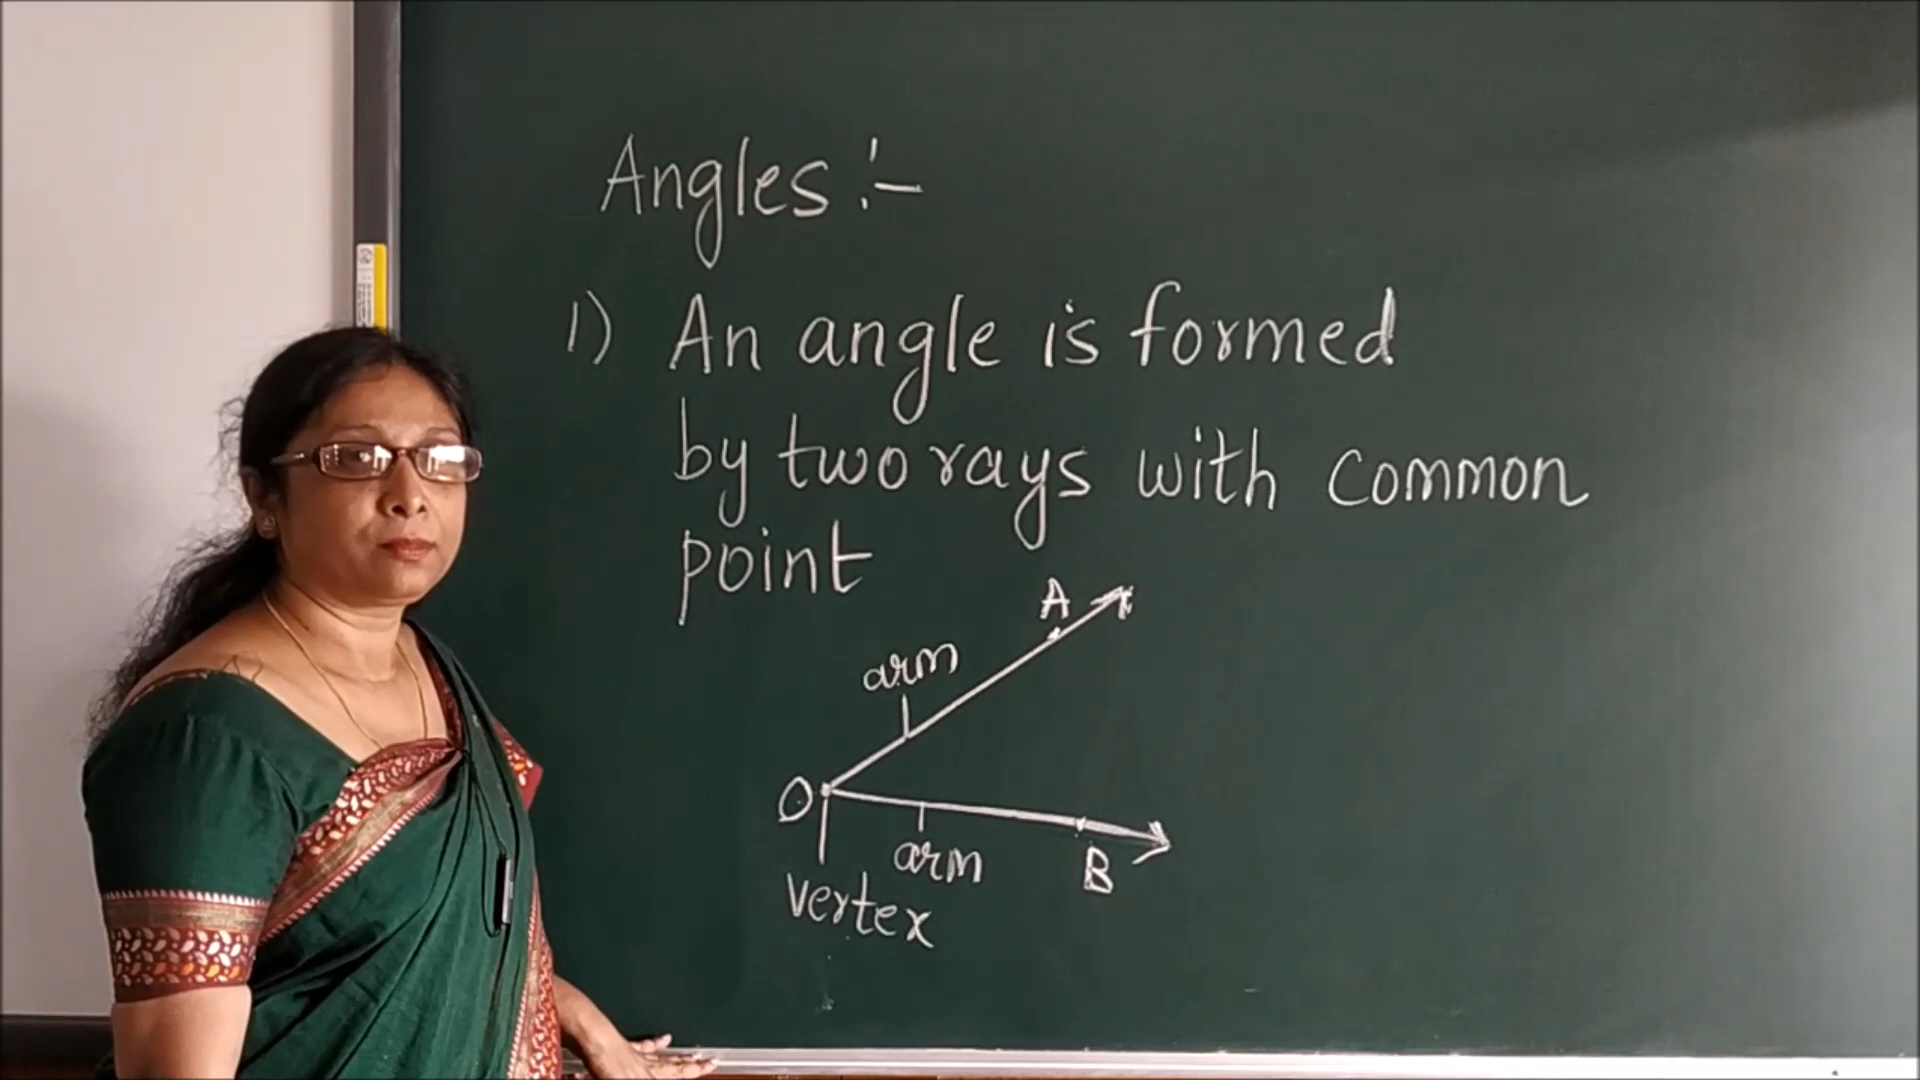 Angles :-
1) An angle is formed
by two rays with common
point
A
arm
O
arm
B
vertex